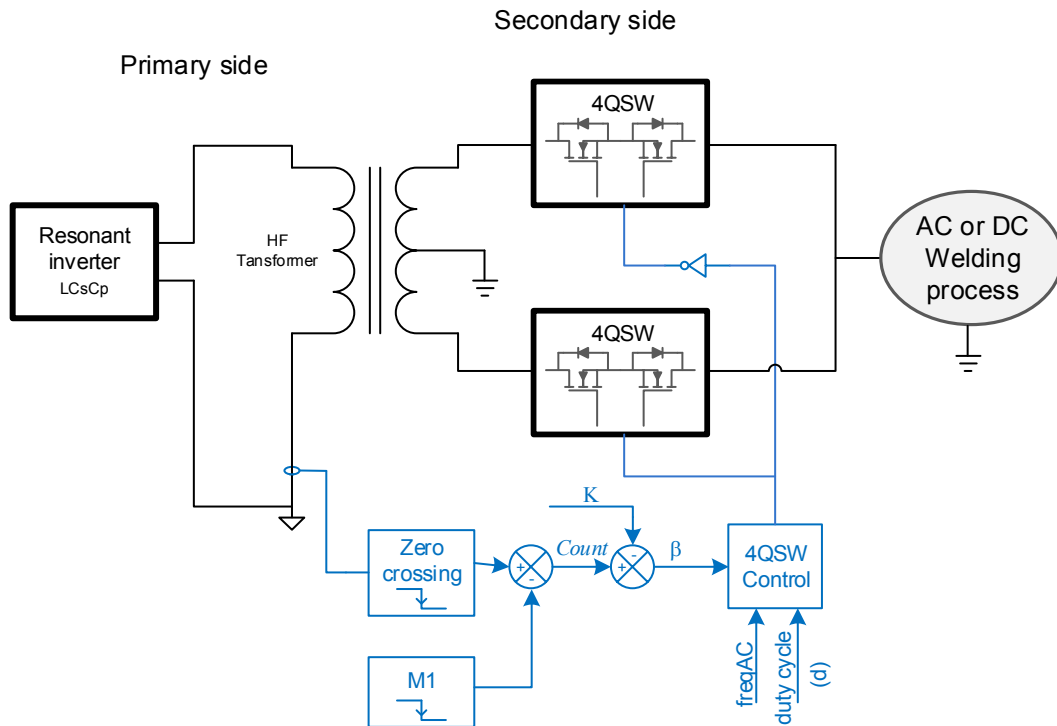 Secondary side
Primary side
4QSW
Resonant
inverter
LCsCp
HF
Tansformer
AC or DC
Welding
process
4QSW
K
Zero
crossing
+
-
Count
-
+
β
4QSW
Control
M1
freqAC
duty cycle
(d)